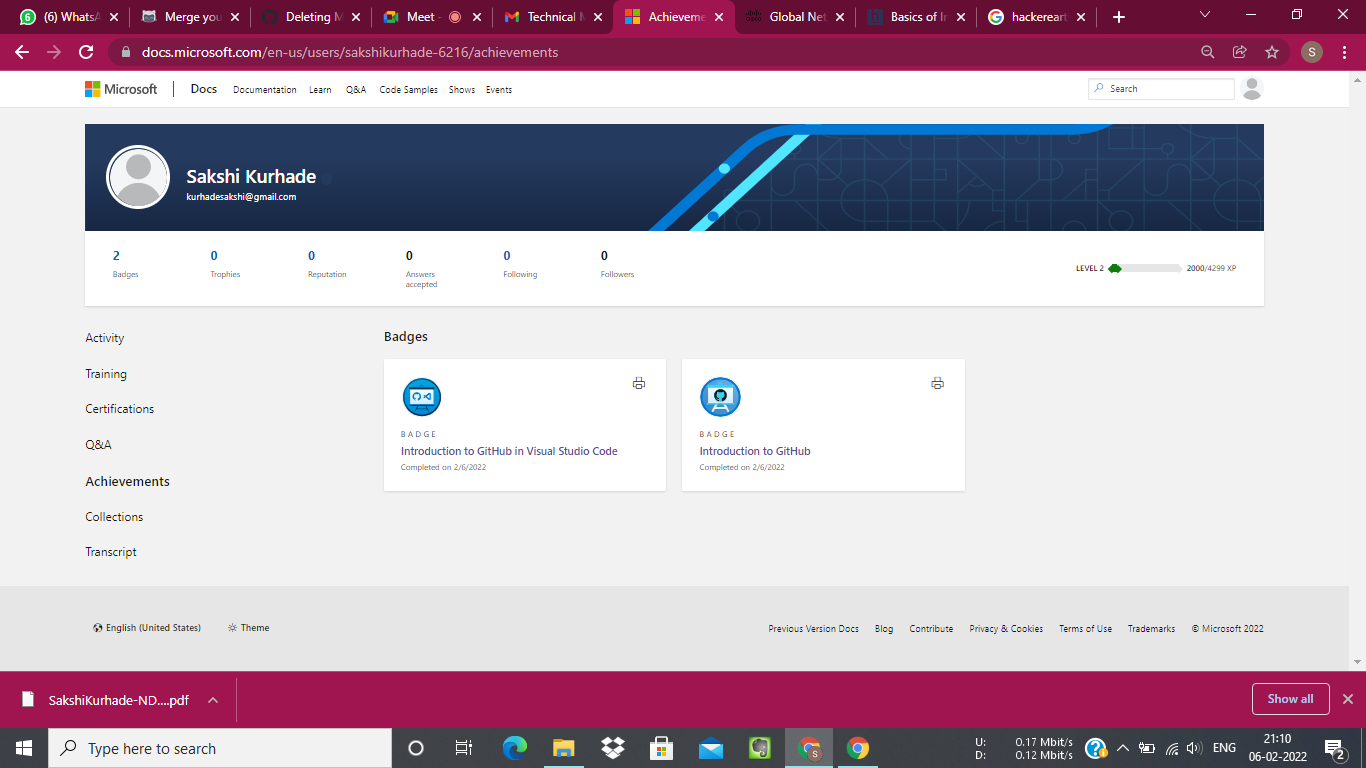 (6) WhatsA
Merge you
Deleting M
Meet -
Technical M
Achieveme
Global Net
Basics of In
hackereart
docs.microsoft.com/en-us/users/sakshikurhade-6216/achievements
S
Microsoft
Docs
Documentation
Learn
Q&A
Code Samples
Shows
Events
Search
Sakshi Kurhade
kurhadesakshi@gmail.com
2
Badges
0
Trophies
0
Reputation
0
Answers
accepted
0
Following
0
Followers
LEVEL 2
2000/4299 XP
Activity
Training
Certifications
Q&A
Achievements
Collections
Transcript
Badges
BADGE
Introduction to GitHub in Visual Studio Code
Completed on 2/6/2022
BADGE
Introduction to GitHub
Completed on 2/6/2022
English (United States)
Theme
Previous Version Docs
Blog
Contribute
Privacy & Cookies
Terms of Use
Trademarks
© Microsoft 2022
SakshiKurhade-ND....pdf
Show all
Type here to search
U: 0.17 Mbit/s
D: 0.12 Mbit/s
ENG
21:10
06-02-2022
2